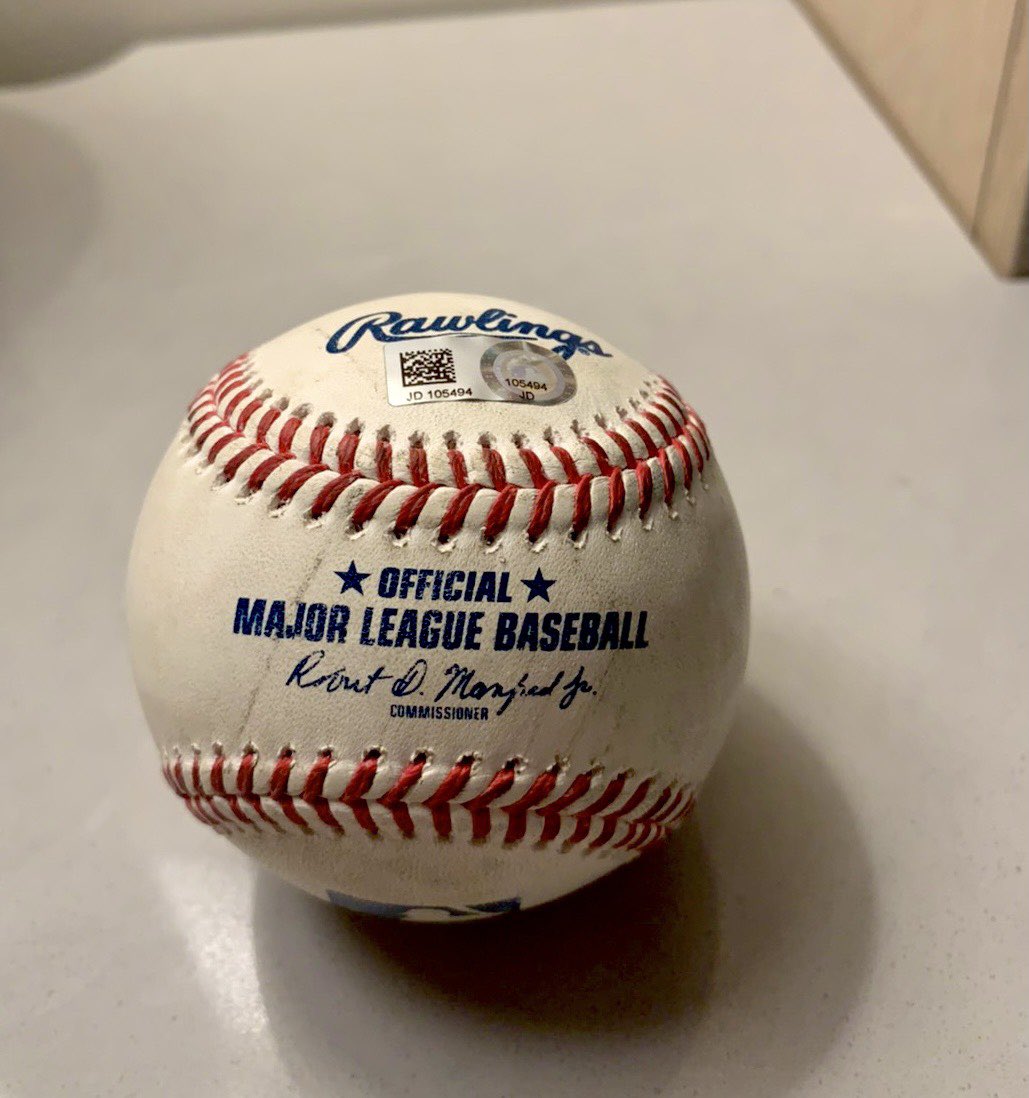 Rawlings
JD 105494
105494
JD
★ OFFICIAL ★
MAJOR LEAGUE BASEBALL
Robert D. Manfred Jr.
COMMISSIONER